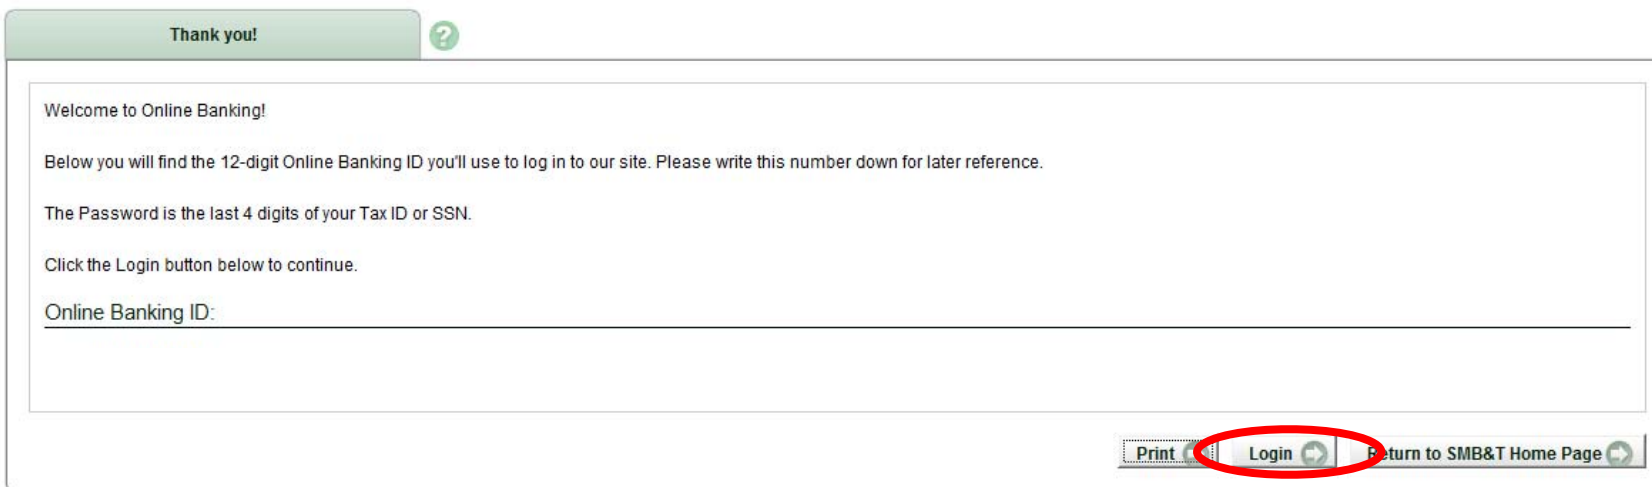 Thank you!
?
Welcome to Online Banking!
Below you will find the 12-digit Online Banking ID you'll use to log in to our site. Please write this number down for later reference.
The Password is the last 4 digits of your Tax ID or SSN.
Click the Login button below to continue.
Online Banking ID:
Print Login Return to SMB&T Home Page